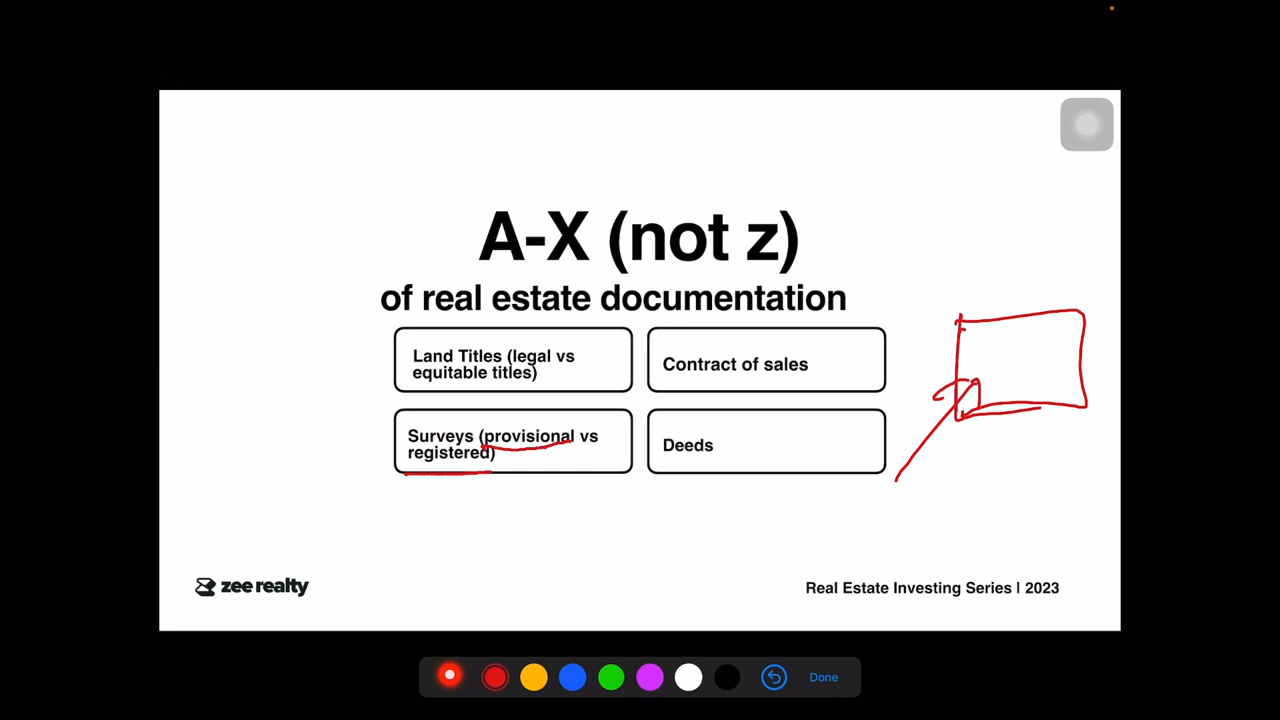 A-X (not z)
of real estate documentation
Land Titles (legal vs
equitable titles)
Contract of sales
Surveys (provisional vs
registered)
Deeds
zee realty
Real Estate Investing Series | 2023
Done